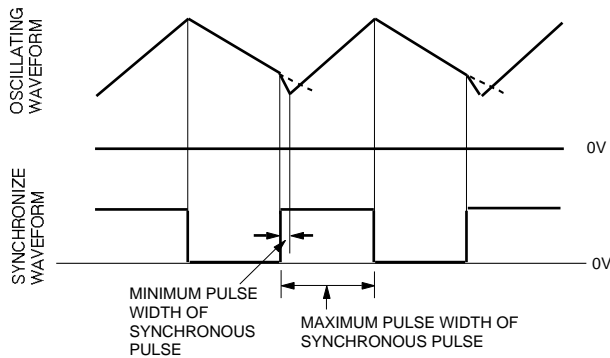 OSCILLATING
WAVEFORM
0V
SYNCHRONIZE
WAVEFORM
0V
MINIMUM PULSE
WIDTH OF
SYNCHRONOUS
PULSE
MAXIMUM PULSE WIDTH OF
SYNCHRONOUS PULSE